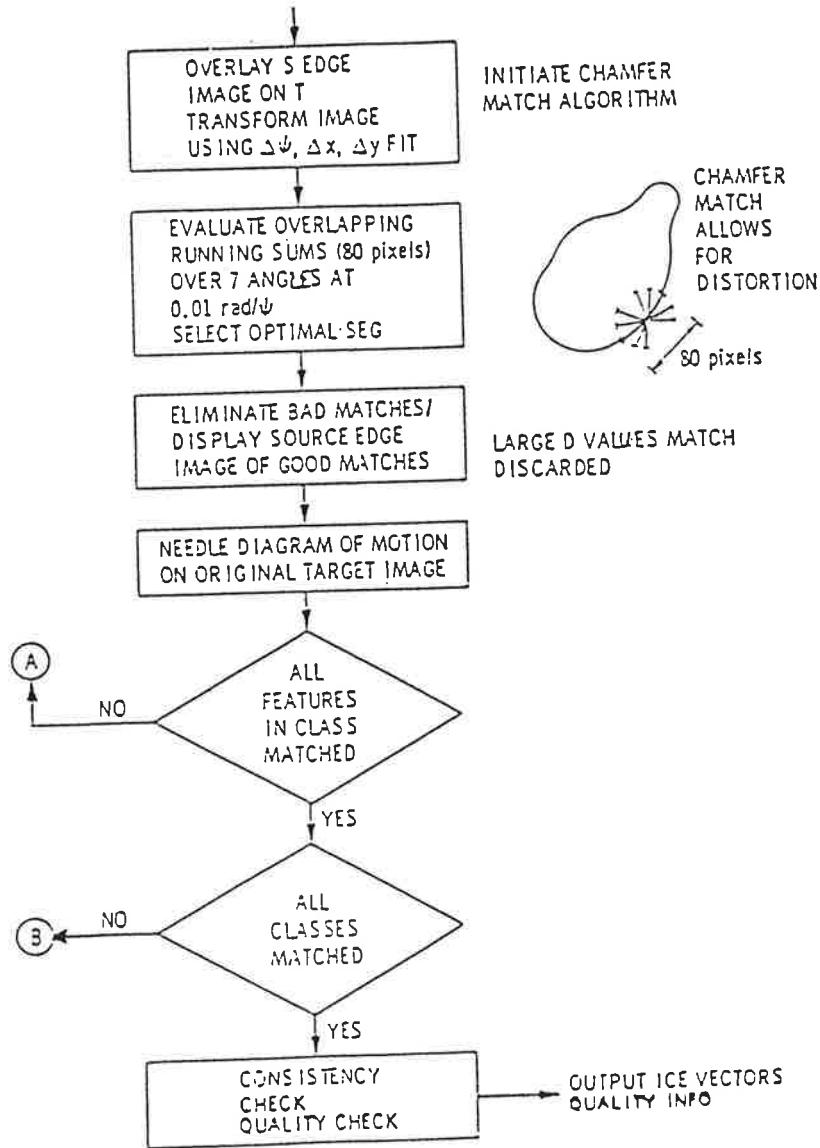 OVERLAY S EDGE
IMAGE ON T
TRANSFORM IMAGE
USING Δψ, Δx, Δy FIT
INITIATE CHAMFER
MATCH ALGORITHM
EVALUATE OVERLAPPING
RUNNING SUMS (80 pixels)
OVER 7 ANGLES AT
0.01 rad/ψ
SELECT OPTIMAL SEG
CHAMFER
MATCH
ALLOWS
FOR
DISTORTION
80 pixels
ELIMINATE BAD MATCHES/
DISPLAY SOURCE EDGE
IMAGE OF GOOD MATCHES
LARGE D VALUES MATCH
DISCARDED
NEEDLE DIAGRAM OF MOTION
ON ORIGINAL TARGET IMAGE
A
NO
ALL
FEATURES
IN CLASS
MATCHED
YES
B
NO
ALL
CLASSES
MATCHED
YES
CONSISTENCY
CHECK
QUALITY CHECK
OUTPUT ICE VECTORS
QUALITY INFO